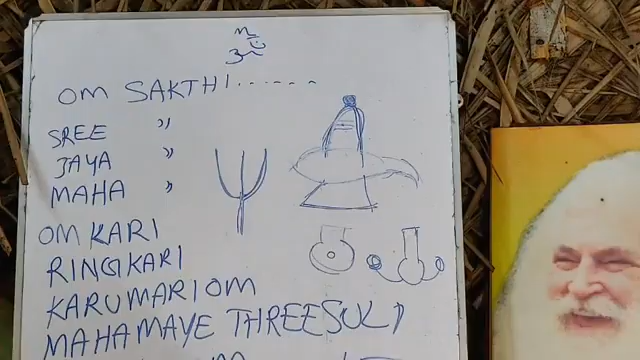 OM SAKTHI......
SREE "
JAYA "
MAHA "
OM KARI
RINGKARI
KARUMARI OM
MAHAMAYE THREESULI